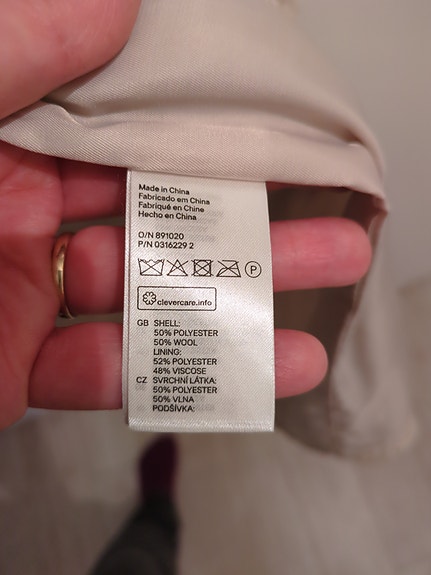 Made in China
Fabricado em China
Fabriqué en Chine
Hecho en China
O/N 891020
P/N 0316229 2
P
clevercare.info
GB SHELL:
50% POLYESTER
50% WOOL
LINING:
52% POLYESTER
48% VISCOSE
CZ SVRCHNÍ LÁTKA:
50% POLYESTER
50% VLNA
PODŠÍVKA: